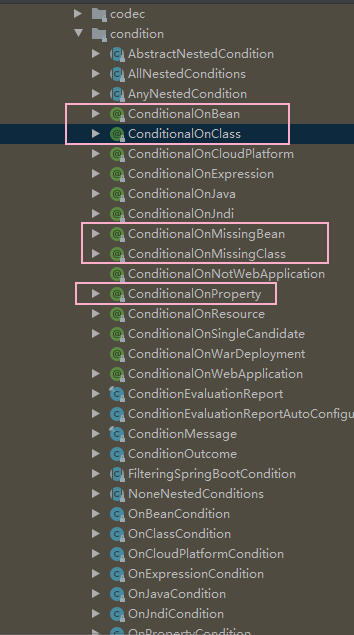 codec
condition
AbstractNestedCondition
AllNestedConditions
AnyNestedCondition
ConditionalOnBean
ConditionalOnClass
ConditionalOnCloudPlatform
ConditionalOnExpression
ConditionalOnJava
ConditionalOnJndi
ConditionalOnMissingBean
ConditionalOnMissingClass
ConditionalOnNotWebApplication
ConditionalOnProperty
ConditionalOnResource
ConditionalOnSingleCandidate
ConditionalOnWarDeployment
ConditionalOnWebApplication
ConditionEvaluationReport
ConditionEvaluationReportAutoConfigu
ConditionMessage
ConditionOutcome
FilteringSpringBootCondition
NoneNestedConditions
OnBeanCondition
OnClassCondition
OnCloudPlatformCondition
OnExpressionCondition
OnJavaCondition
OnJndiCondition
OnPropertyCondition